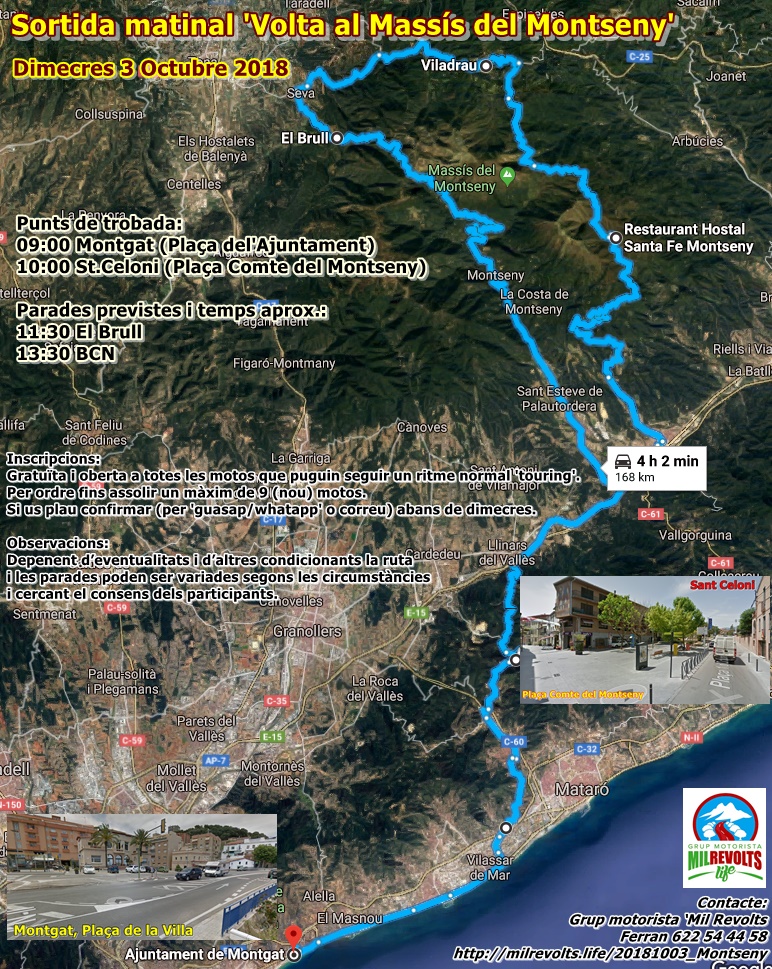 Sortida matinal 'Volta al Massís del Montseny'
Dimecres 3 Octubre 2018
Taradell
Sacalm
C-25
Viladrau
Joanet
Seva
Collsuspina
El Brull
Els Hostalets
de Balenyà
Arbúcies
Centelles
Massís del
Montseny
Punts de trobada:
09:00 Montgat (Plaça del'Ajuntament)
10:00 St.Celoni (Plaça Comte del Montseny)
Restaurant Hostal
Santa Fe Montseny
Montseny
La Costa de
Montseny
Parades previstes i temps aprox.:
11:30 El Brull
13:30 BCN
Tagamanent
Figaró-Montmany
Riells i Via
La Batll
Sant Esteve de
Palautordera
Sant Feliu
de Codines
Cànoves
La Garriga
Inscripcions:
Gratuïta i oberta a totes les motos que puguin seguir un ritme normal 'touring'.
Per ordre fins assolir un màxim de 9 (nou) motos.
Si us plau confirmar (per 'guasap/whatapp' o correu) abans de dimecres.
Sant Antoni
de Vilamajor
4 h 2 min
168 km
C-17
C-61
Vallgorguina
Observacions:
Depenent d'eventualitats i d'altres condicionants la ruta
i les parades poden ser variades segons les circumstàncies
i cercant el consens dels participants.
Cardedeu
Llinars
del Vallès
C-61
Sant Celoni
Plaça Comte del Montseny
Plaç
Sentmenat
C-59
Canovelles
E-15
Granollers
Palau-solità
i Plegamans
La Roca
del Vallès
C-35
Parets del
Vallès
C-59
E-15
C-60
C-32
N-II
AP-7
Mollet
del Vallès
Montornès
del Vallès
Mataró
N-150
Vilassar
de Mar
GRUP MOTORISTA
MILREVOLTS
life
Alella
El Masnou
Montgat, Plaça de la Villa
Ajuntament de Montgat
Contacte:
Grup motorista 'Mil Revolts
Ferran 622 54 44 58
http://milrevolts.life/20181003_Montseny